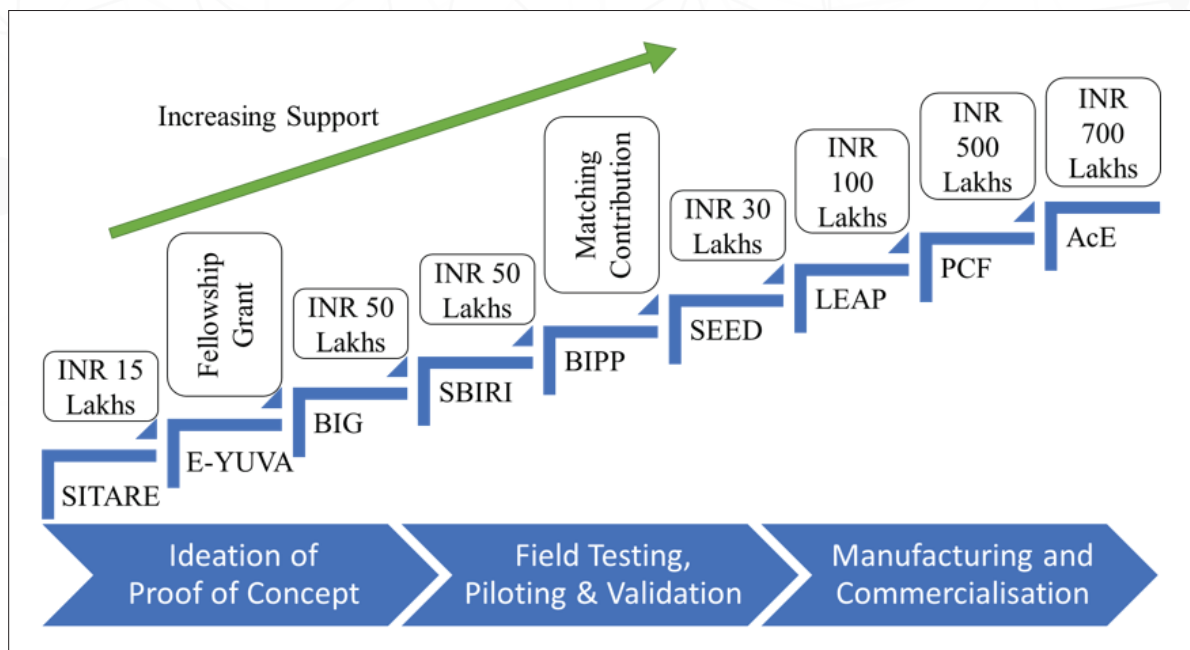 Increasing Support
INR 15
Lakhs
SITARE
Fellowship
Grant
E-YUVA
INR 50
Lakhs
BIG
INR 50
Lakhs
SBIRI
Matching
Contribution
BIPP
INR 30
Lakhs
SEED
INR
100
Lakhs
LEAP
INR
500
Lakhs
PCF
INR
700
Lakhs
AcE
Ideation of
Proof of Concept
Field Testing,
Piloting & Validation
Manufacturing and
Commercialisation